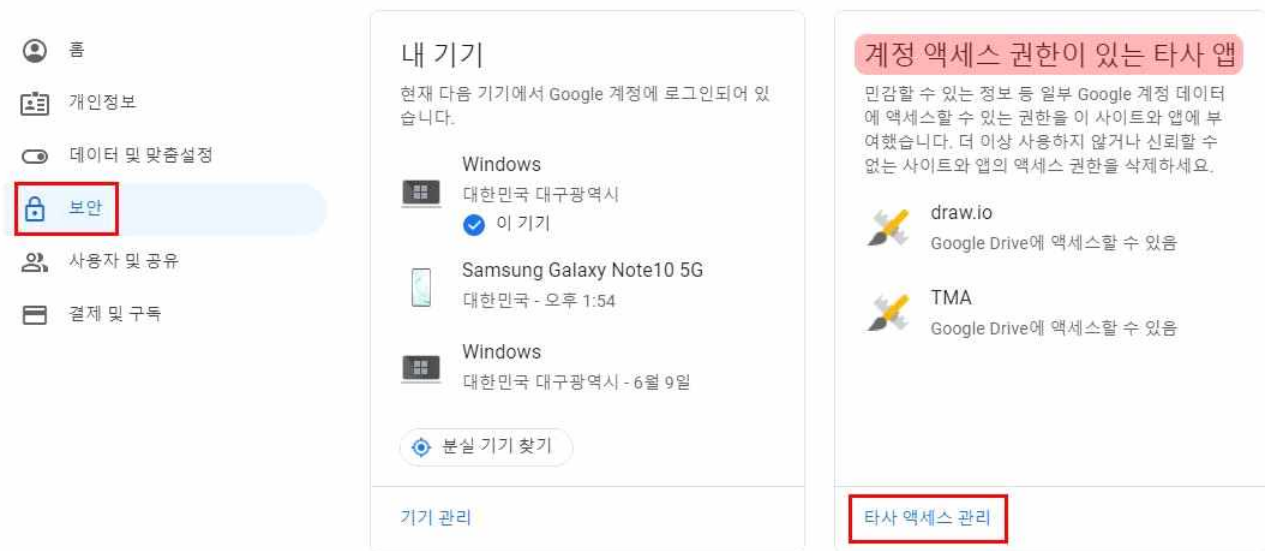 홈
개인정보
데이터 및 맞춤설정
보안
사용자 및 공유
결제 및 구독
내 기기
현재 다음 기기에서 Google 계정에 로그인되어 있
습니다.
Windows
대한민국 대구광역시
이 기기
Samsung Galaxy Note10 5G
대한민국 - 오후 1:54
Windows
대한민국 대구광역시 - 6월 9일
분실 기기 찾기
기기 관리
계정 액세스 권한이 있는 타사 앱
민감할 수 있는 정보 등 일부 Google 계정 데이터
에 액세스할 수 있는 권한을 이 사이트와 앱에 부
여했습니다. 더 이상 사용하지 않거나 신뢰할 수
없는 사이트와 앱의 액세스 권한을 삭제하세요.
draw.io
Google Drive에 액세스할 수 있음
TMA
Google Drive에 액세스할 수 있음
타사 액세스 관리